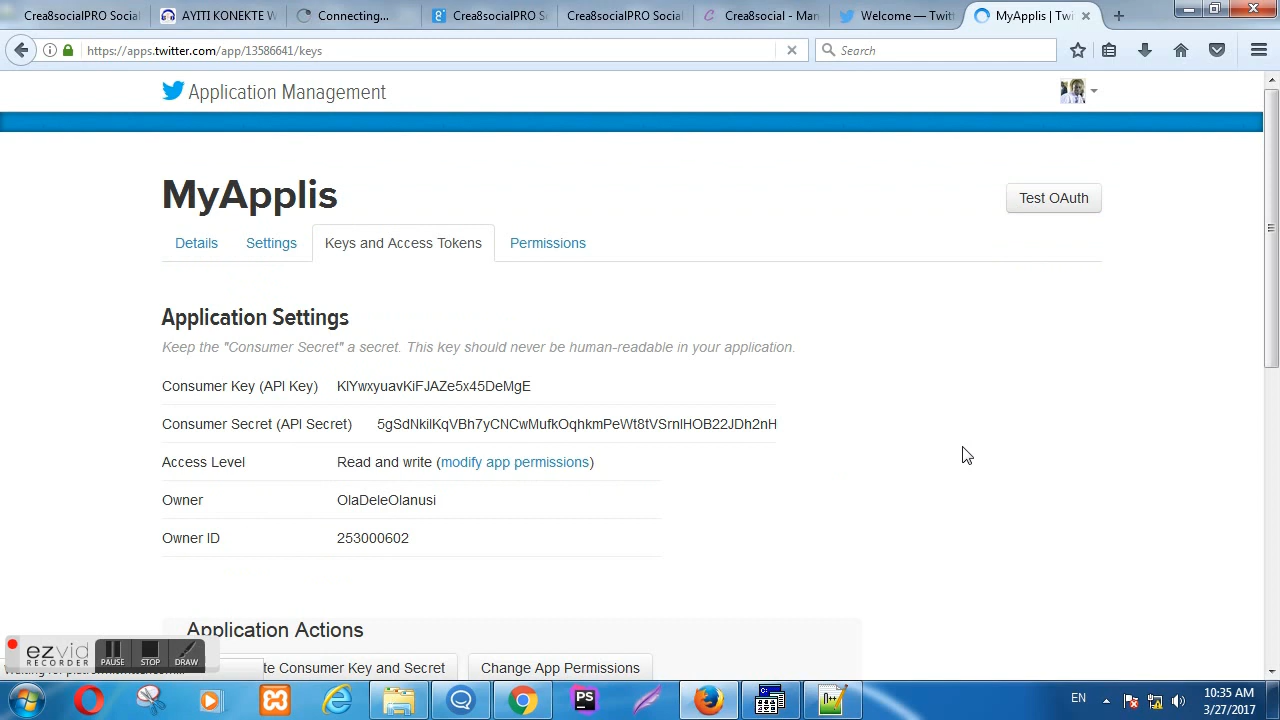 Crea8socialPRO Social
AYITI KONEKTE W
Connecting...
Crea8socialPRO S
Crea8socialPRO Social
Crea8social - Man
Welcome — Twitt
MyApplis | Twi
https://apps.twitter.com/app/13586641/keys
Search
Application Management
MyApplis
Test OAuth
Details
Settings
Keys and Access Tokens
Permissions
Application Settings
Keep the "Consumer Secret" a secret. This key should never be human-readable in your application.
Consumer Key (API Key) KlYwxyuavKiFJAZe5x45DeMgE
Consumer Secret (API Secret) 5gSdNkilKqVBh7yCNCwMufkOqhkmPeWt8tVSrnlHOB22JDh2nH
Access Level Read and write (modify app permissions)
Owner OlaDeleOlanusi
Owner ID 253000602
Application Actions
te Consumer Key and Secret
Change App Permissions
ezvid
RECORDER
PAUSE
STOP
DRAW
PS
EN
10:35 AM
3/27/2017